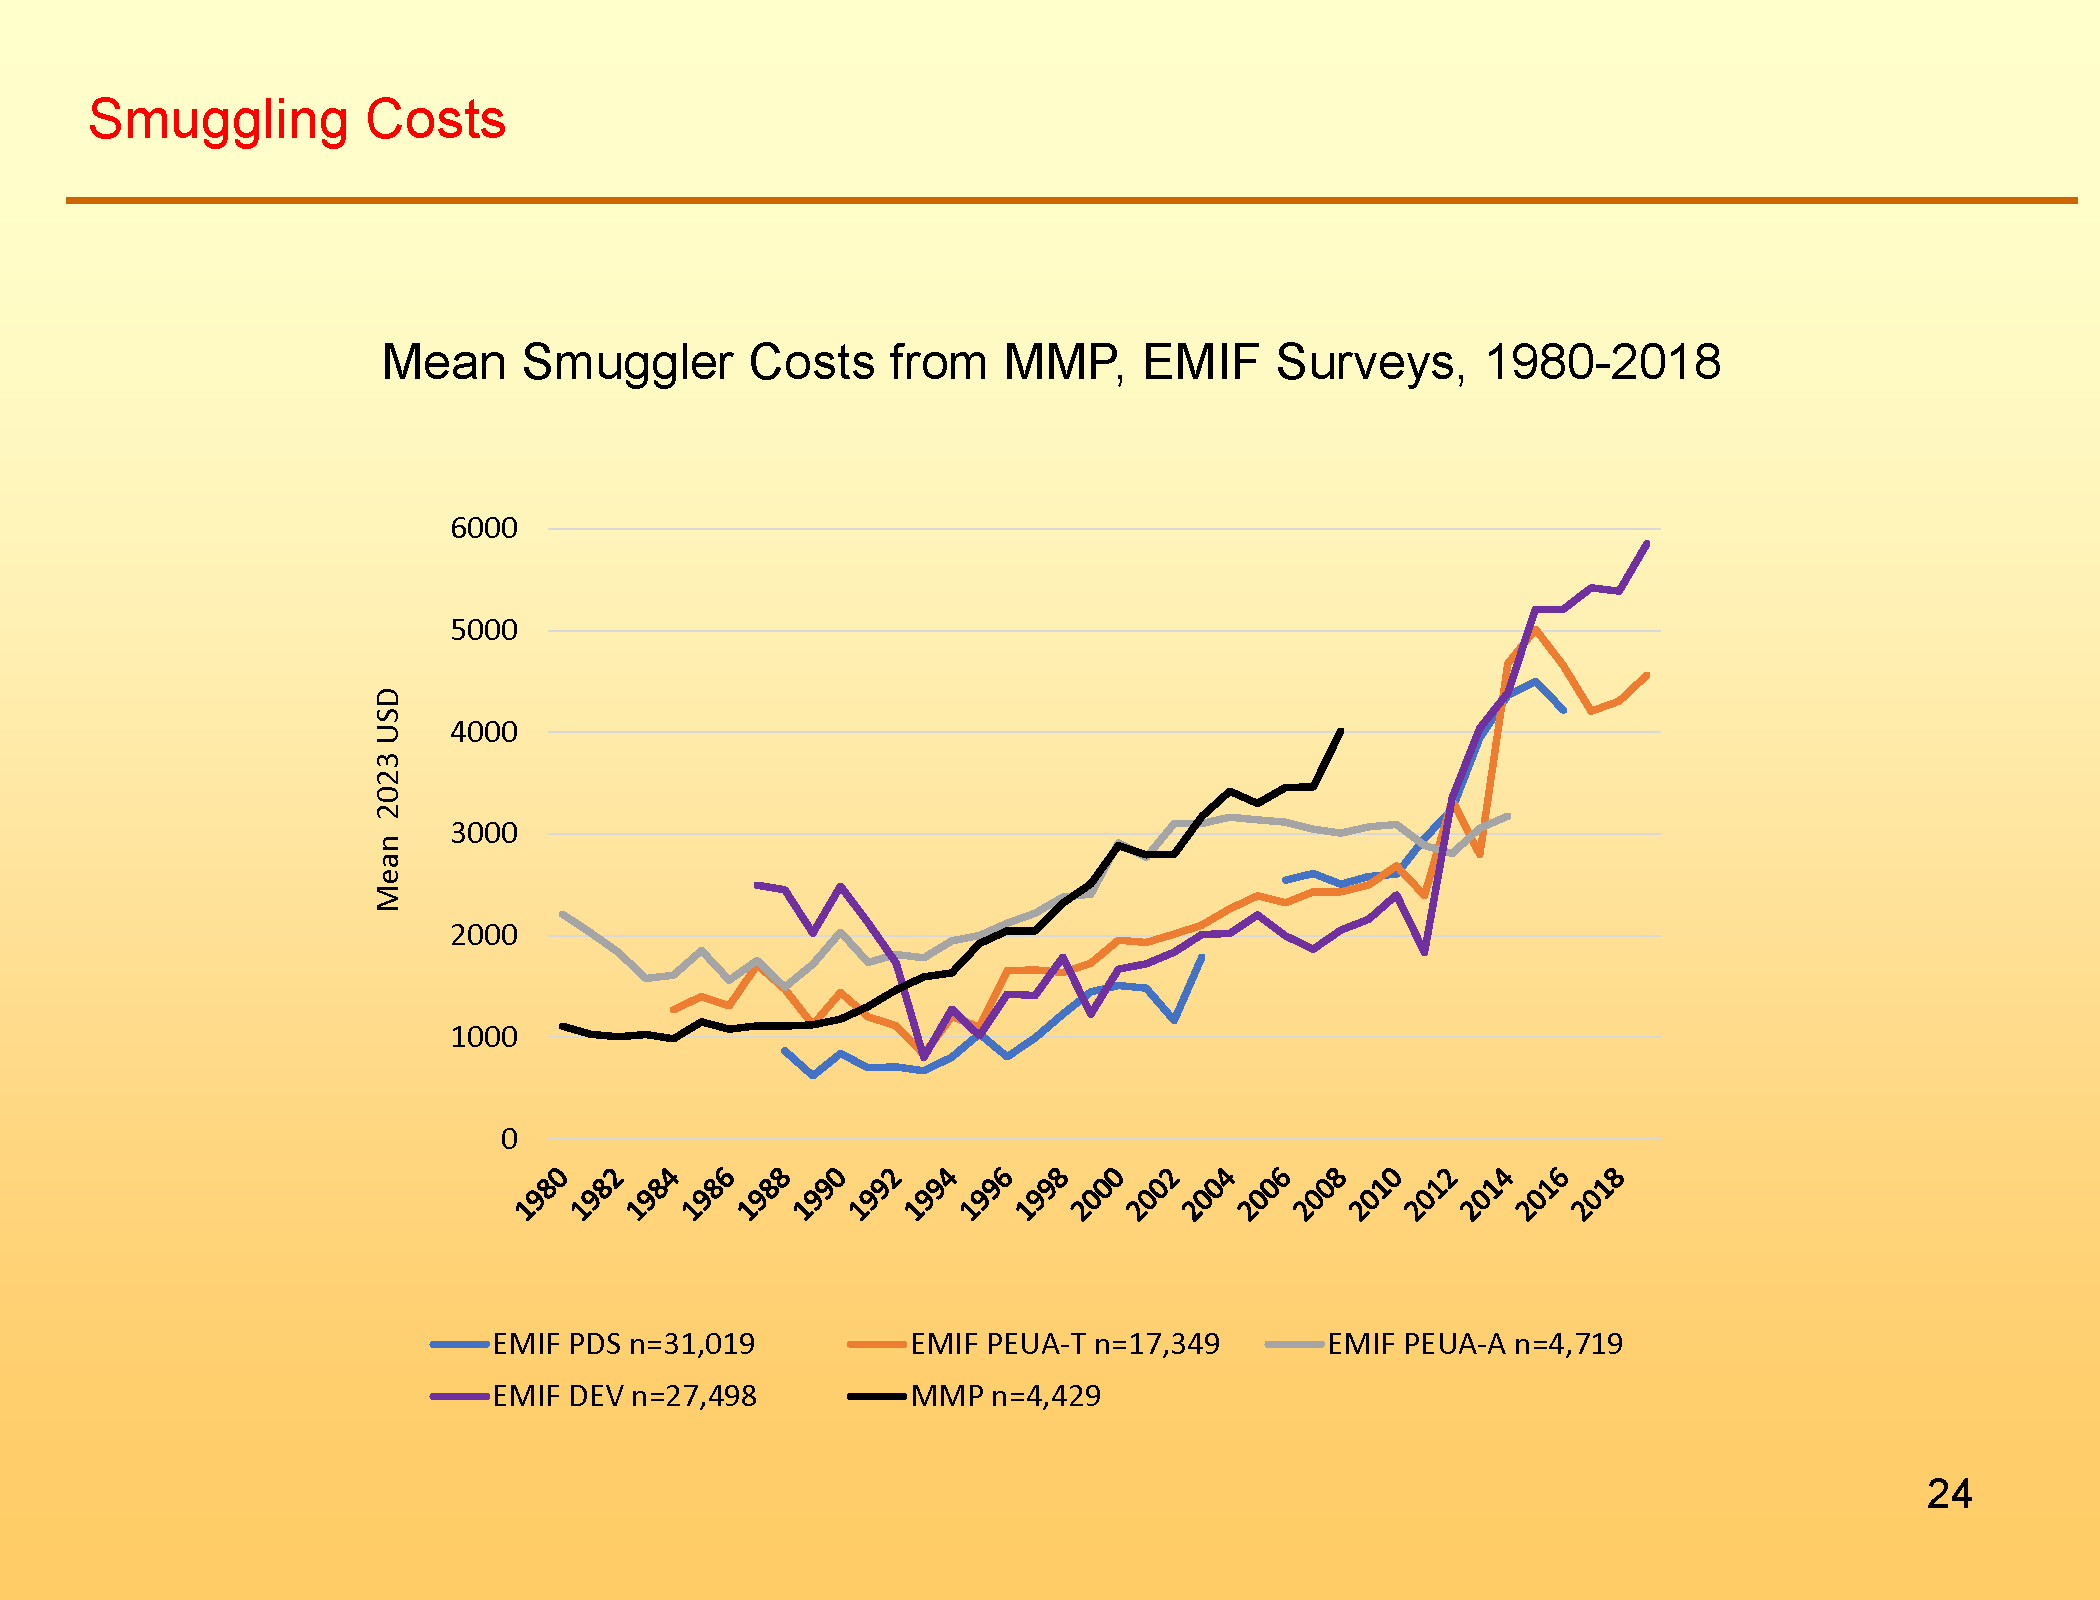 Smuggling Costs
Mean Smuggler Costs from MMP, EMIF Surveys, 1980-2018
6000
5000
4000
3000
2000
1000
0
Mean 2023 USD
1980 1982 1984 1986 1988 1990 1992 1994 1996 1998 2000 2002 2004 2006 2008 2010 2012 2014 2016 2018
EMIF PDS n=31,019 EMIF PEUA-T n=17,349 EMIF PEUA-A n=4,719
EMIF DEV n=27,498 MMP n=4,429
24